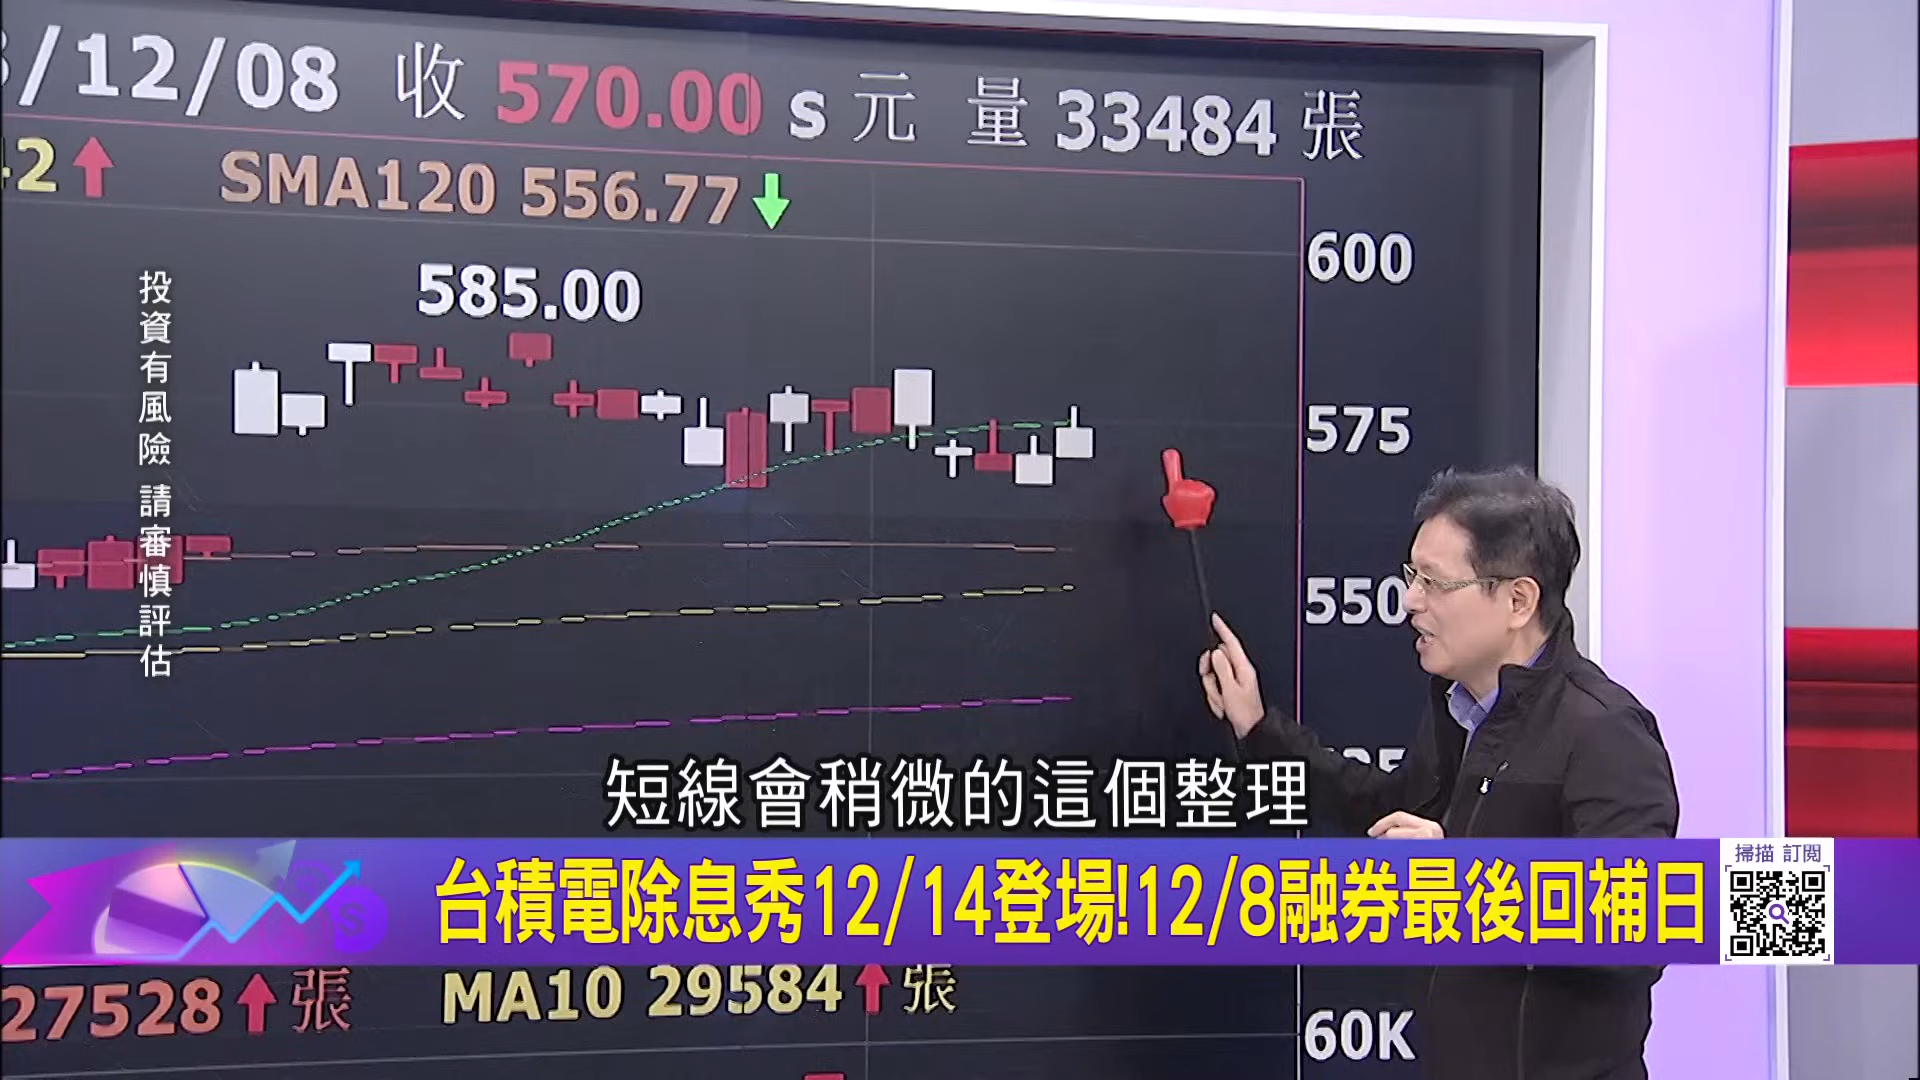 /12/08 收 570.00 s 元 量 33484 張
42↑ SMA120 556.77↓
600
585.00
投資有風險 請審慎評估
575
550
短線會稍微的這個整理
台積電除息秀12/14登場!12/8融券最後回補日
掃描 訂閱
27528↑張 MA10 29584↑張
60K